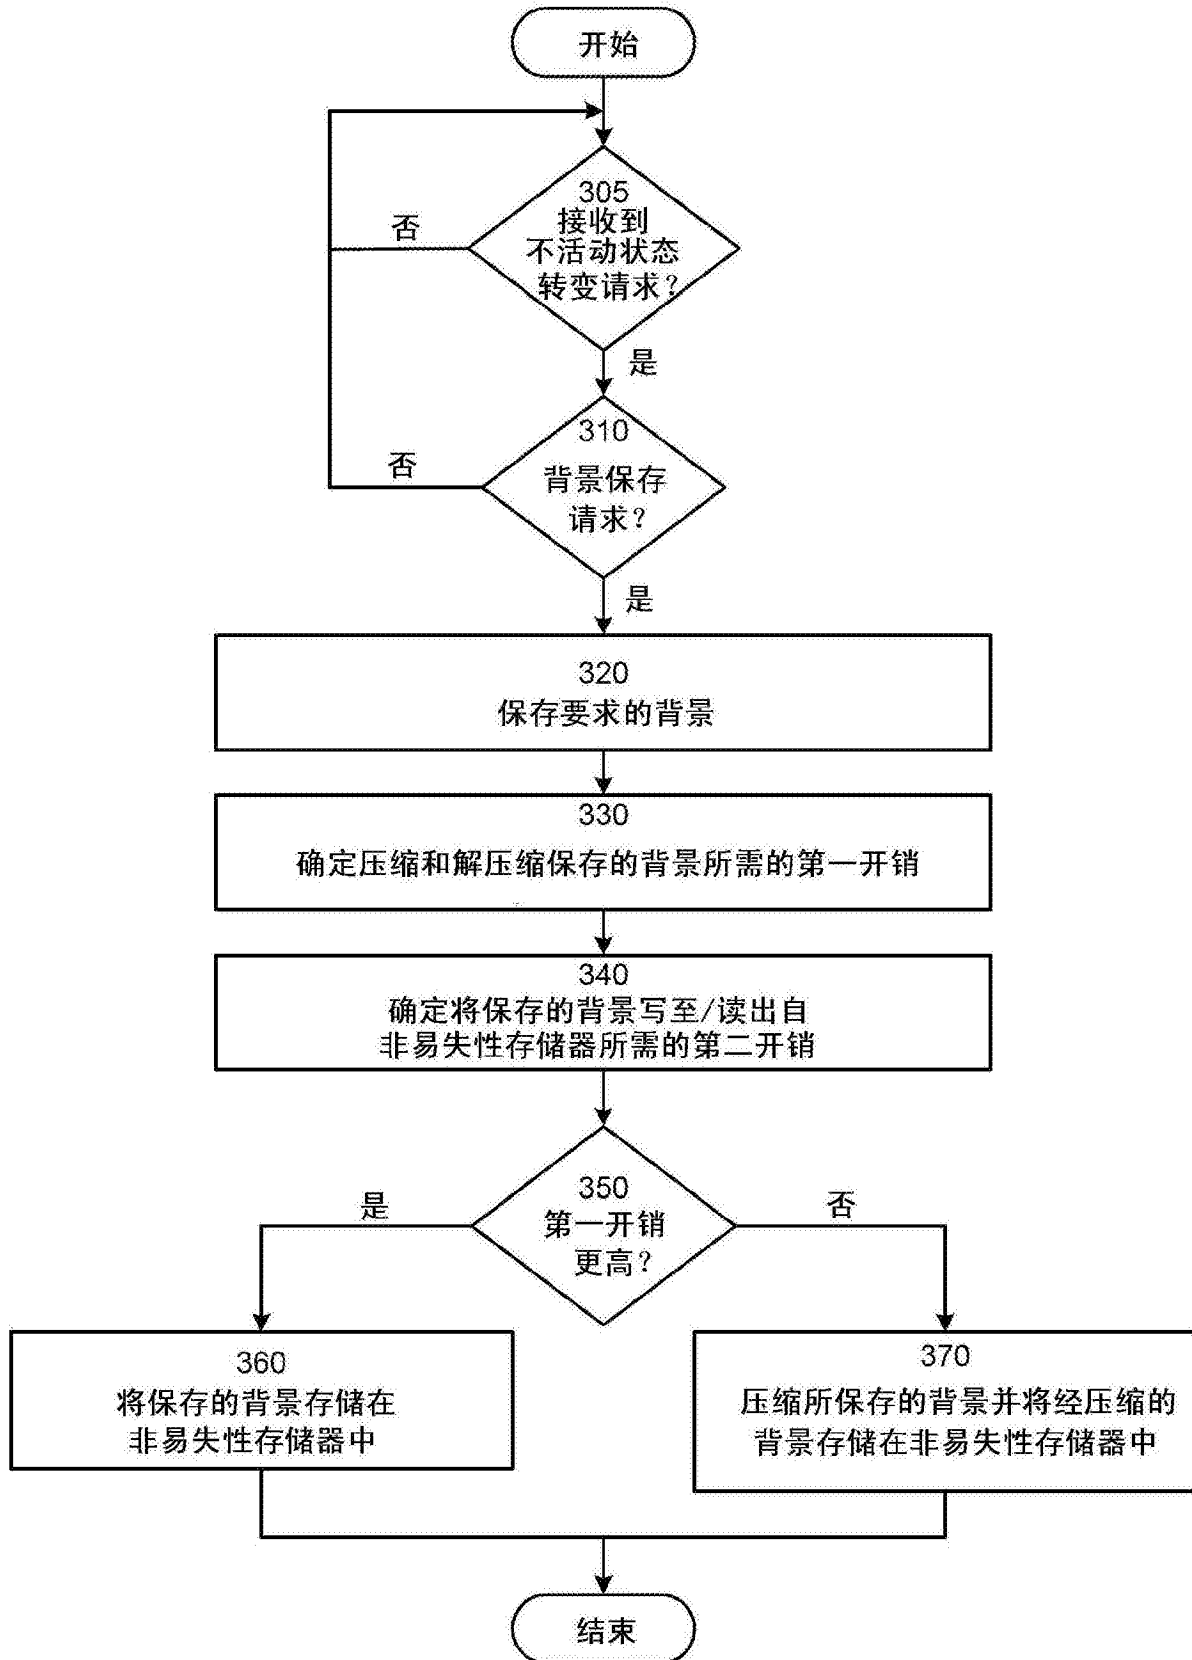 开始
305
接收到
不活动状态
转变请求?
否
是
310
背景保存
请求?
否
是
320
保存要求的背景
330
确定压缩和解压缩保存的背景所需的第一开销
340
确定将保存的背景写至/读出自
非易失性存储器所需的第二开销
350
第一开销
更高?
是
否
360
将保存的背景存储在
非易失性存储器中
370
压缩所保存的背景并将经压缩的
背景存储在非易失性存储器中
结束